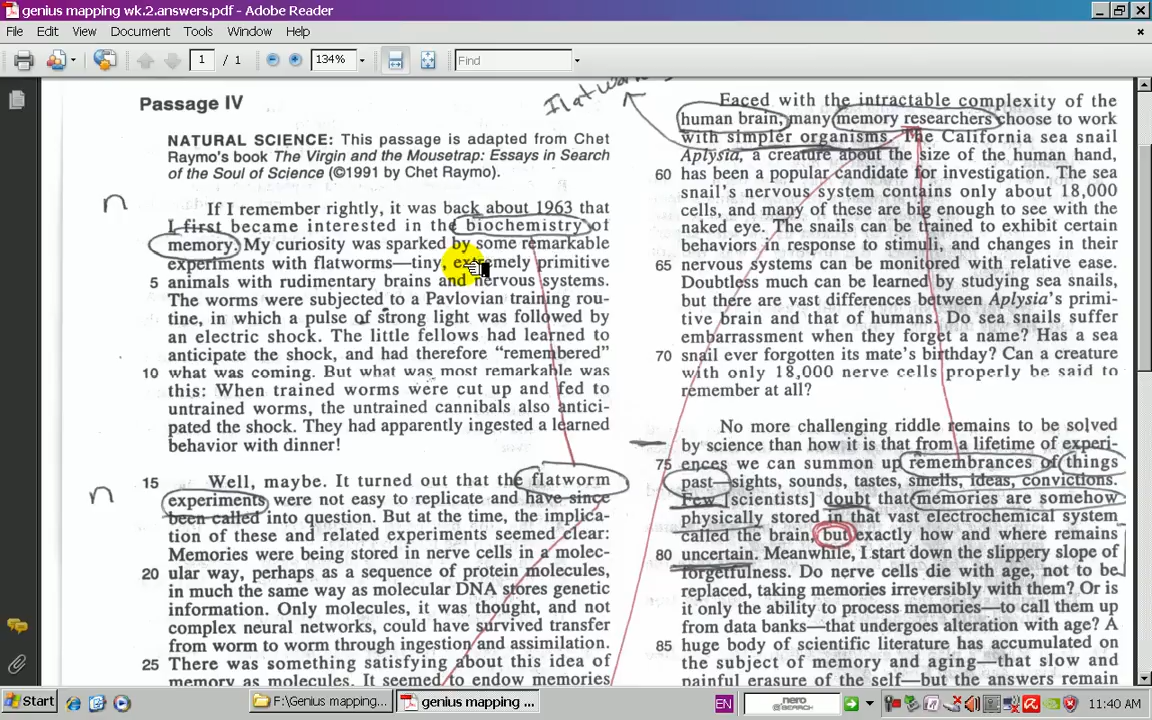 genius mapping wk.2.answers.pdf - Adobe Reader
File Edit View Document Tools Window Help
1 / 1 134% Find
Passage IV
NATURAL SCIENCE: This passage is adapted from Chet
Raymo's book The Virgin and the Mousetrap: Essays in Search
of the Soul of Science (©1991 by Chet Raymo).
n
If I remember rightly, it was back about 1963 that
I first became interested in the biochemistry of
memory. My curiosity was sparked by some remarkable
experiments with flatworms—tiny, extremely primitive
5 animals with rudimentary brains and nervous systems.
The worms were subjected to a Pavlovian training rou-
tine, in which a pulse of strong light was followed by
an electric shock. The little fellows had learned to
anticipate the shock, and had therefore "remembered"
10 what was coming. But what was most remarkable was
this: When trained worms were cut up and fed to
untrained worms, the untrained cannibals also antici-
pated the shock. They had apparently ingested a learned
behavior with dinner!
n
15 Well, maybe. It turned out that the flatworm
experiments were not easy to replicate and have since
been called into question. But at the time, the implica-
tion of these and related experiments seemed clear:
Memories were being stored in nerve cells in a molec-
20 ular way, perhaps as a sequence of protein molecules,
in much the same way as molecular DNA stores genetic
information. Only molecules, it was thought, and not
complex neural networks, could have survived transfer
from worm to worm through ingestion and assimilation.
25 There was something satisfying about this idea of
memory as molecules. It seemed to endow memories
Faced with the intractable complexity of the
human brain, many memory researchers choose to work
with simpler organisms. The California sea snail
Aplysia, a creature about the size of the human hand,
60 has been a popular candidate for investigation. The sea
snail's nervous system contains only about 18,000
cells, and many of these are big enough to see with the
naked eye. The snails can be trained to exhibit certain
behaviors in response to stimuli, and changes in their
65 nervous systems can be monitored with relative ease.
Doubtless much can be learned by studying sea snails,
but there are vast differences between Aplysia's primi-
tive brain and that of humans. Do sea snails suffer
embarrassment when they forget a name? Has a sea
70 snail ever forgotten its mate's birthday? Can a creature
with only 18,000 nerve cells properly be said to
remember at all?
No more challenging riddle remains to be solved
by science than how it is that from a lifetime of experi-
75 ences we can summon up remembrances of things
past—sights, sounds, tastes, smells, ideas, convictions.
Few [scientists] doubt that memories are somehow
physically stored in that vast electrochemical system
called the brain, but exactly how and where remains
80 uncertain. Meanwhile, I start down the slippery slope of
forgetfulness. Do nerve cells die with age, not to be
replaced, taking memories irreversibly with them? Or is
it only the ability to process memories—to call them up
from data banks—that undergoes alteration with age? A
85 huge body of scientific literature has accumulated on
the subject of memory and aging—that slow and
painful erasure of the self—but the answers remain
Start F:\Genius mapping... genius mapping ... EN nero SEARCH 11:40 AM